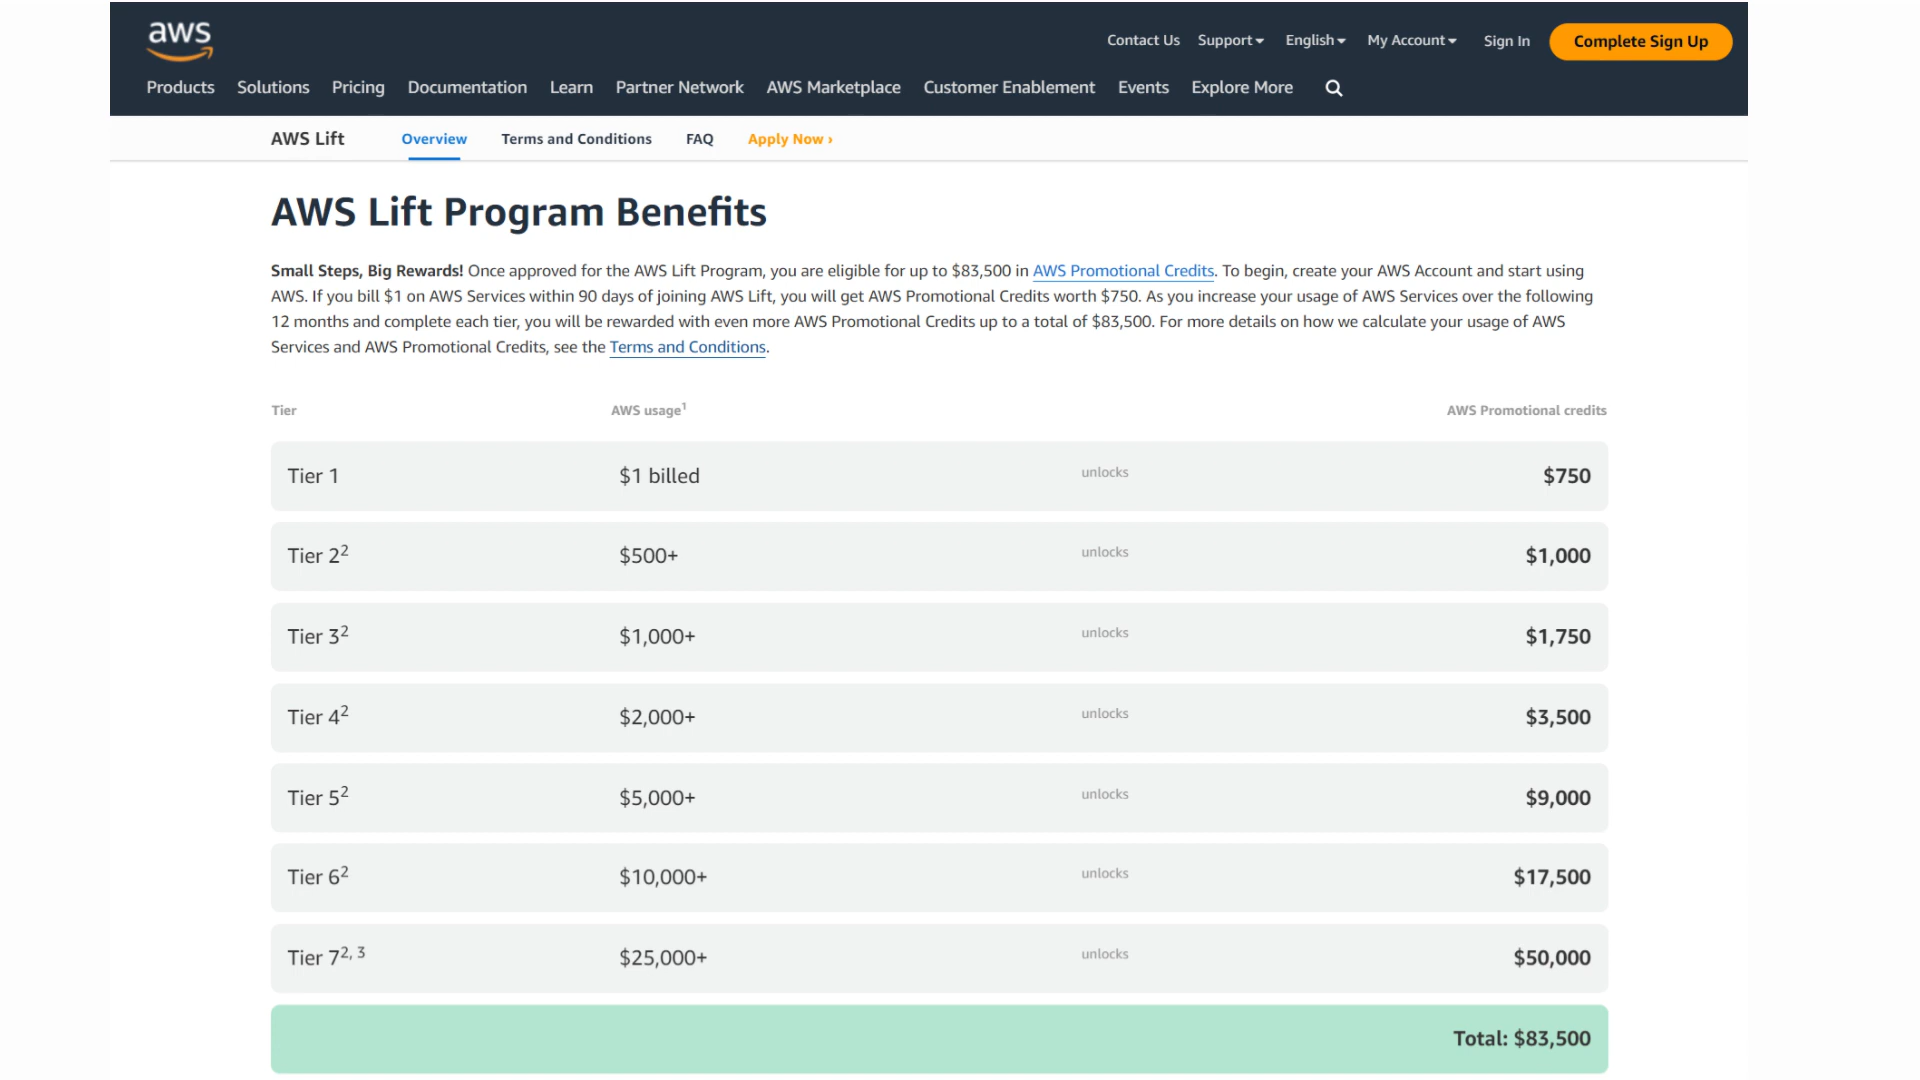 aws
Contact Us Support English My Account Sign In Complete Sign Up
Products Solutions Pricing Documentation Learn Partner Network AWS Marketplace Customer Enablement Events Explore More
AWS Lift Overview Terms and Conditions FAQ Apply Now ›
AWS Lift Program Benefits
Small Steps, Big Rewards! Once approved for the AWS Lift Program, you are eligible for up to $83,500 in AWS Promotional Credits. To begin, create your AWS Account and start using
AWS. If you bill $1 on AWS Services within 90 days of joining AWS Lift, you will get AWS Promotional Credits worth $750. As you increase your usage of AWS Services over the following
12 months and complete each tier, you will be rewarded with even more AWS Promotional Credits up to a total of $83,500. For more details on how we calculate your usage of AWS
Services and AWS Promotional Credits, see the Terms and Conditions.
Tier AWS usage¹ AWS Promotional credits
Tier 1 $1 billed unlocks $750
Tier 2² $500+ unlocks $1,000
Tier 3² $1,000+ unlocks $1,750
Tier 4² $2,000+ unlocks $3,500
Tier 5² $5,000+ unlocks $9,000
Tier 6² $10,000+ unlocks $17,500
Tier 7², ³ $25,000+ unlocks $50,000
Total: $83,500